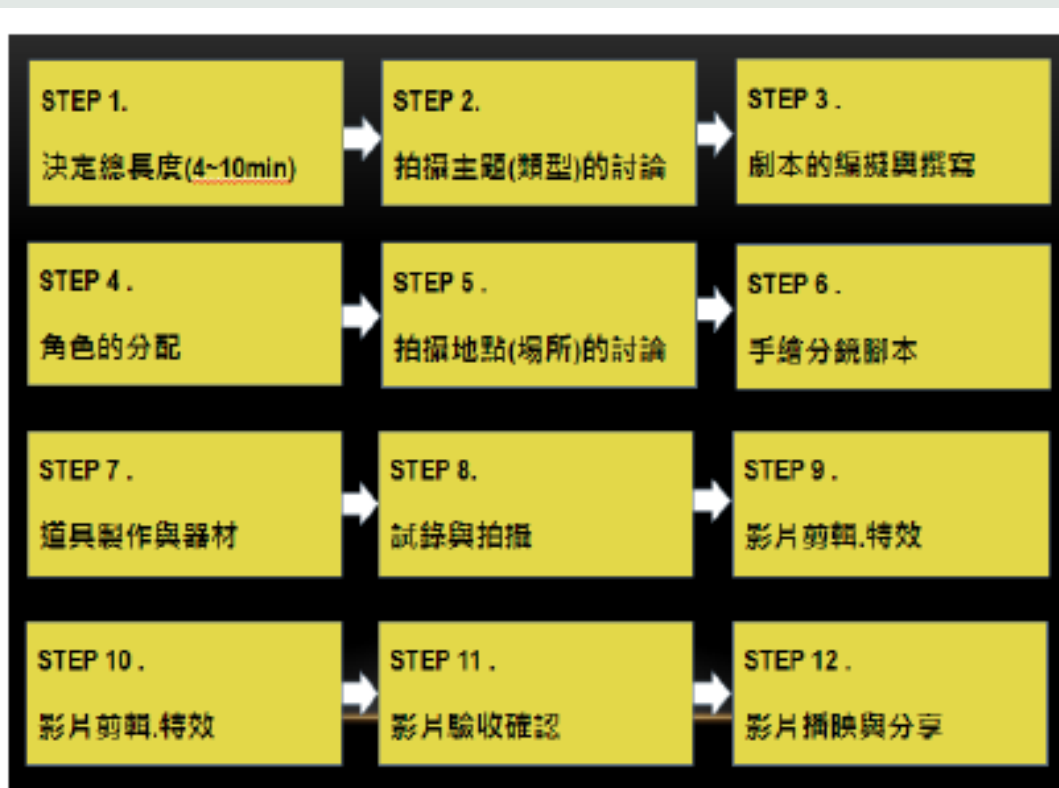 STEP 1.
決定總長度(4~10min)
STEP 2.
拍攝主題(類型)的討論
STEP 3 .
劇本的編擬與撰寫
STEP 4 .
角色的分配
STEP 5 .
拍攝地點(場所)的討論
STEP 6 .
手繪分鏡腳本
STEP 7 .
道具製作與器材
STEP 8.
試錄與拍攝
STEP 9 .
影片剪輯.特效
STEP 10 .
影片剪輯.特效
STEP 11 .
影片驗收確認
STEP 12 .
影片播映與分享